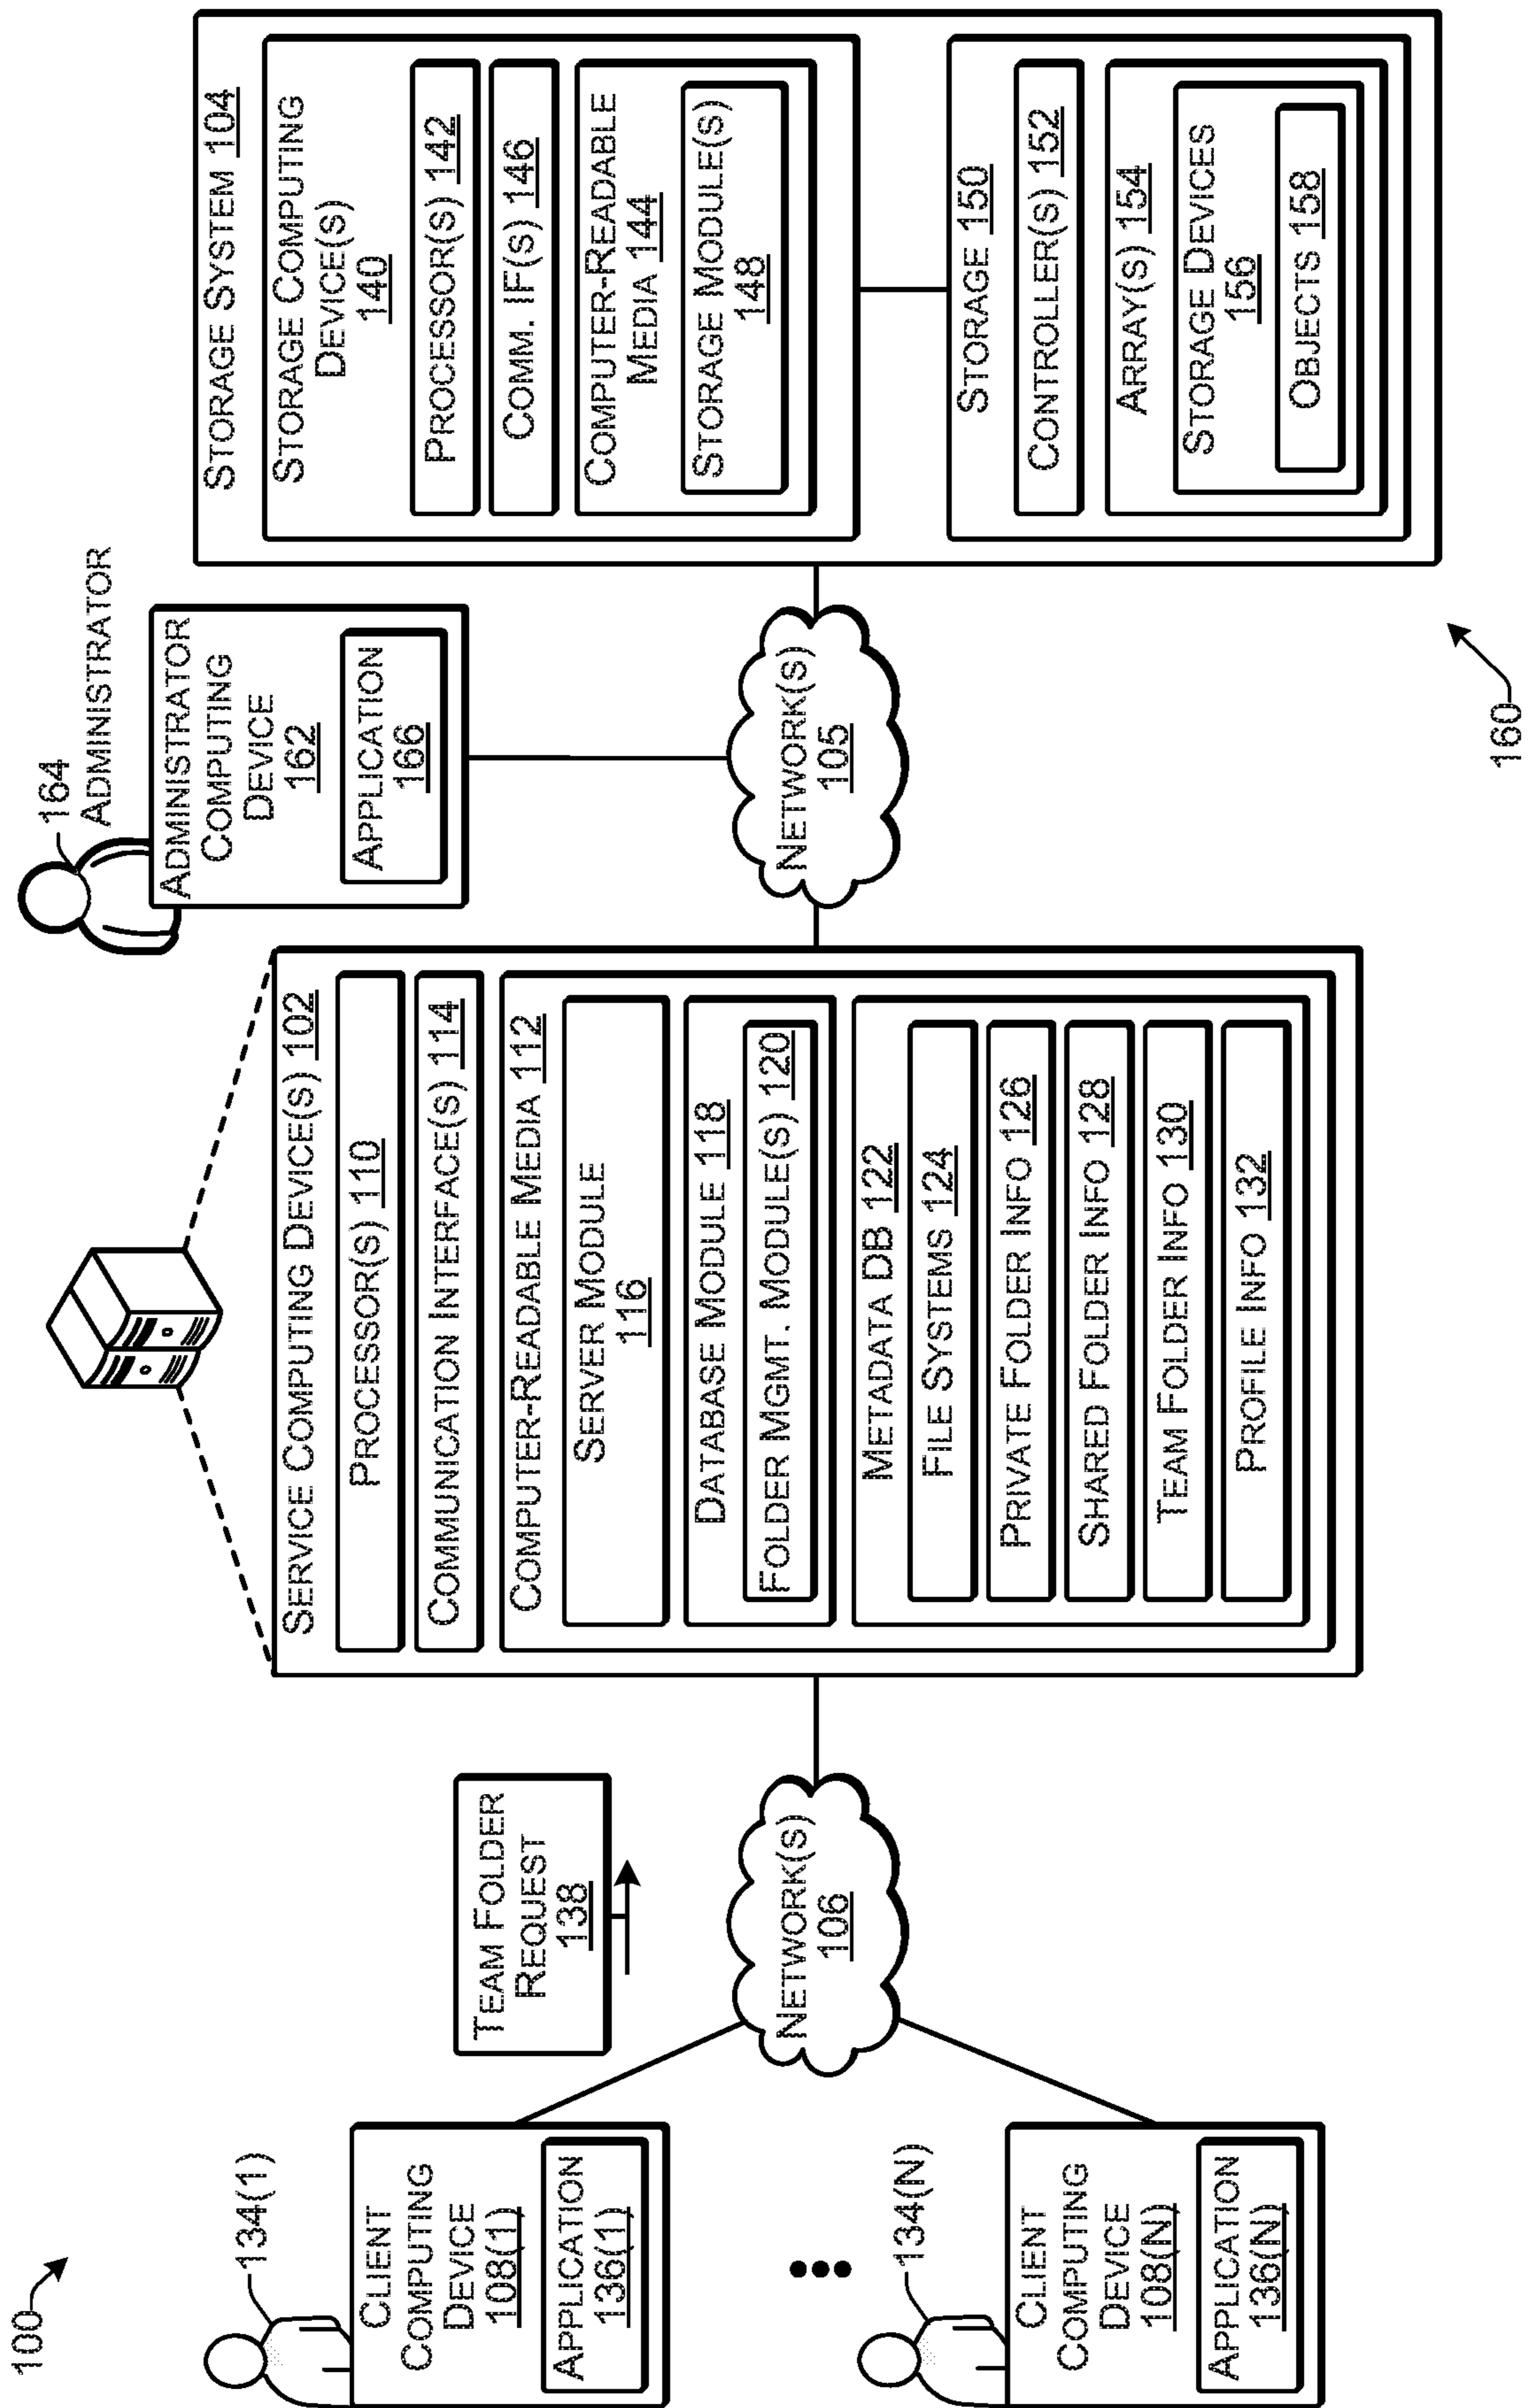 100
134(1)
CLIENT
COMPUTING
DEVICE
108(1)
APPLICATION
136(1)
134(N)
CLIENT
COMPUTING
DEVICE
108(N)
APPLICATION
136(N)
TEAM FOLDER
REQUEST
138
NETWORK(S)
106
SERVICE COMPUTING DEVICE(S) 102
PROCESSOR(S) 110
COMMUNICATION INTERFACE(S) 114
COMPUTER-READABLE MEDIA 112
SERVER MODULE
116
DATABASE MODULE 118
FOLDER MGMT. MODULE(S) 120
METADATA DB 122
FILE SYSTEMS 124
PRIVATE FOLDER INFO 126
SHARED FOLDER INFO 128
TEAM FOLDER INFO 130
PROFILE INFO 132
164
ADMINISTRATOR
ADMINISTRATOR
COMPUTING
DEVICE
162
APPLICATION
166
NETWORK(S)
105
STORAGE SYSTEM 104
STORAGE COMPUTING
DEVICE(S)
140
PROCESSOR(S) 142
COMM. IF(S) 146
COMPUTER-READABLE
MEDIA 144
STORAGE MODULE(S)
148
STORAGE 150
CONTROLLER(S) 152
ARRAY(S) 154
STORAGE DEVICES
156
OBJECTS 158
160